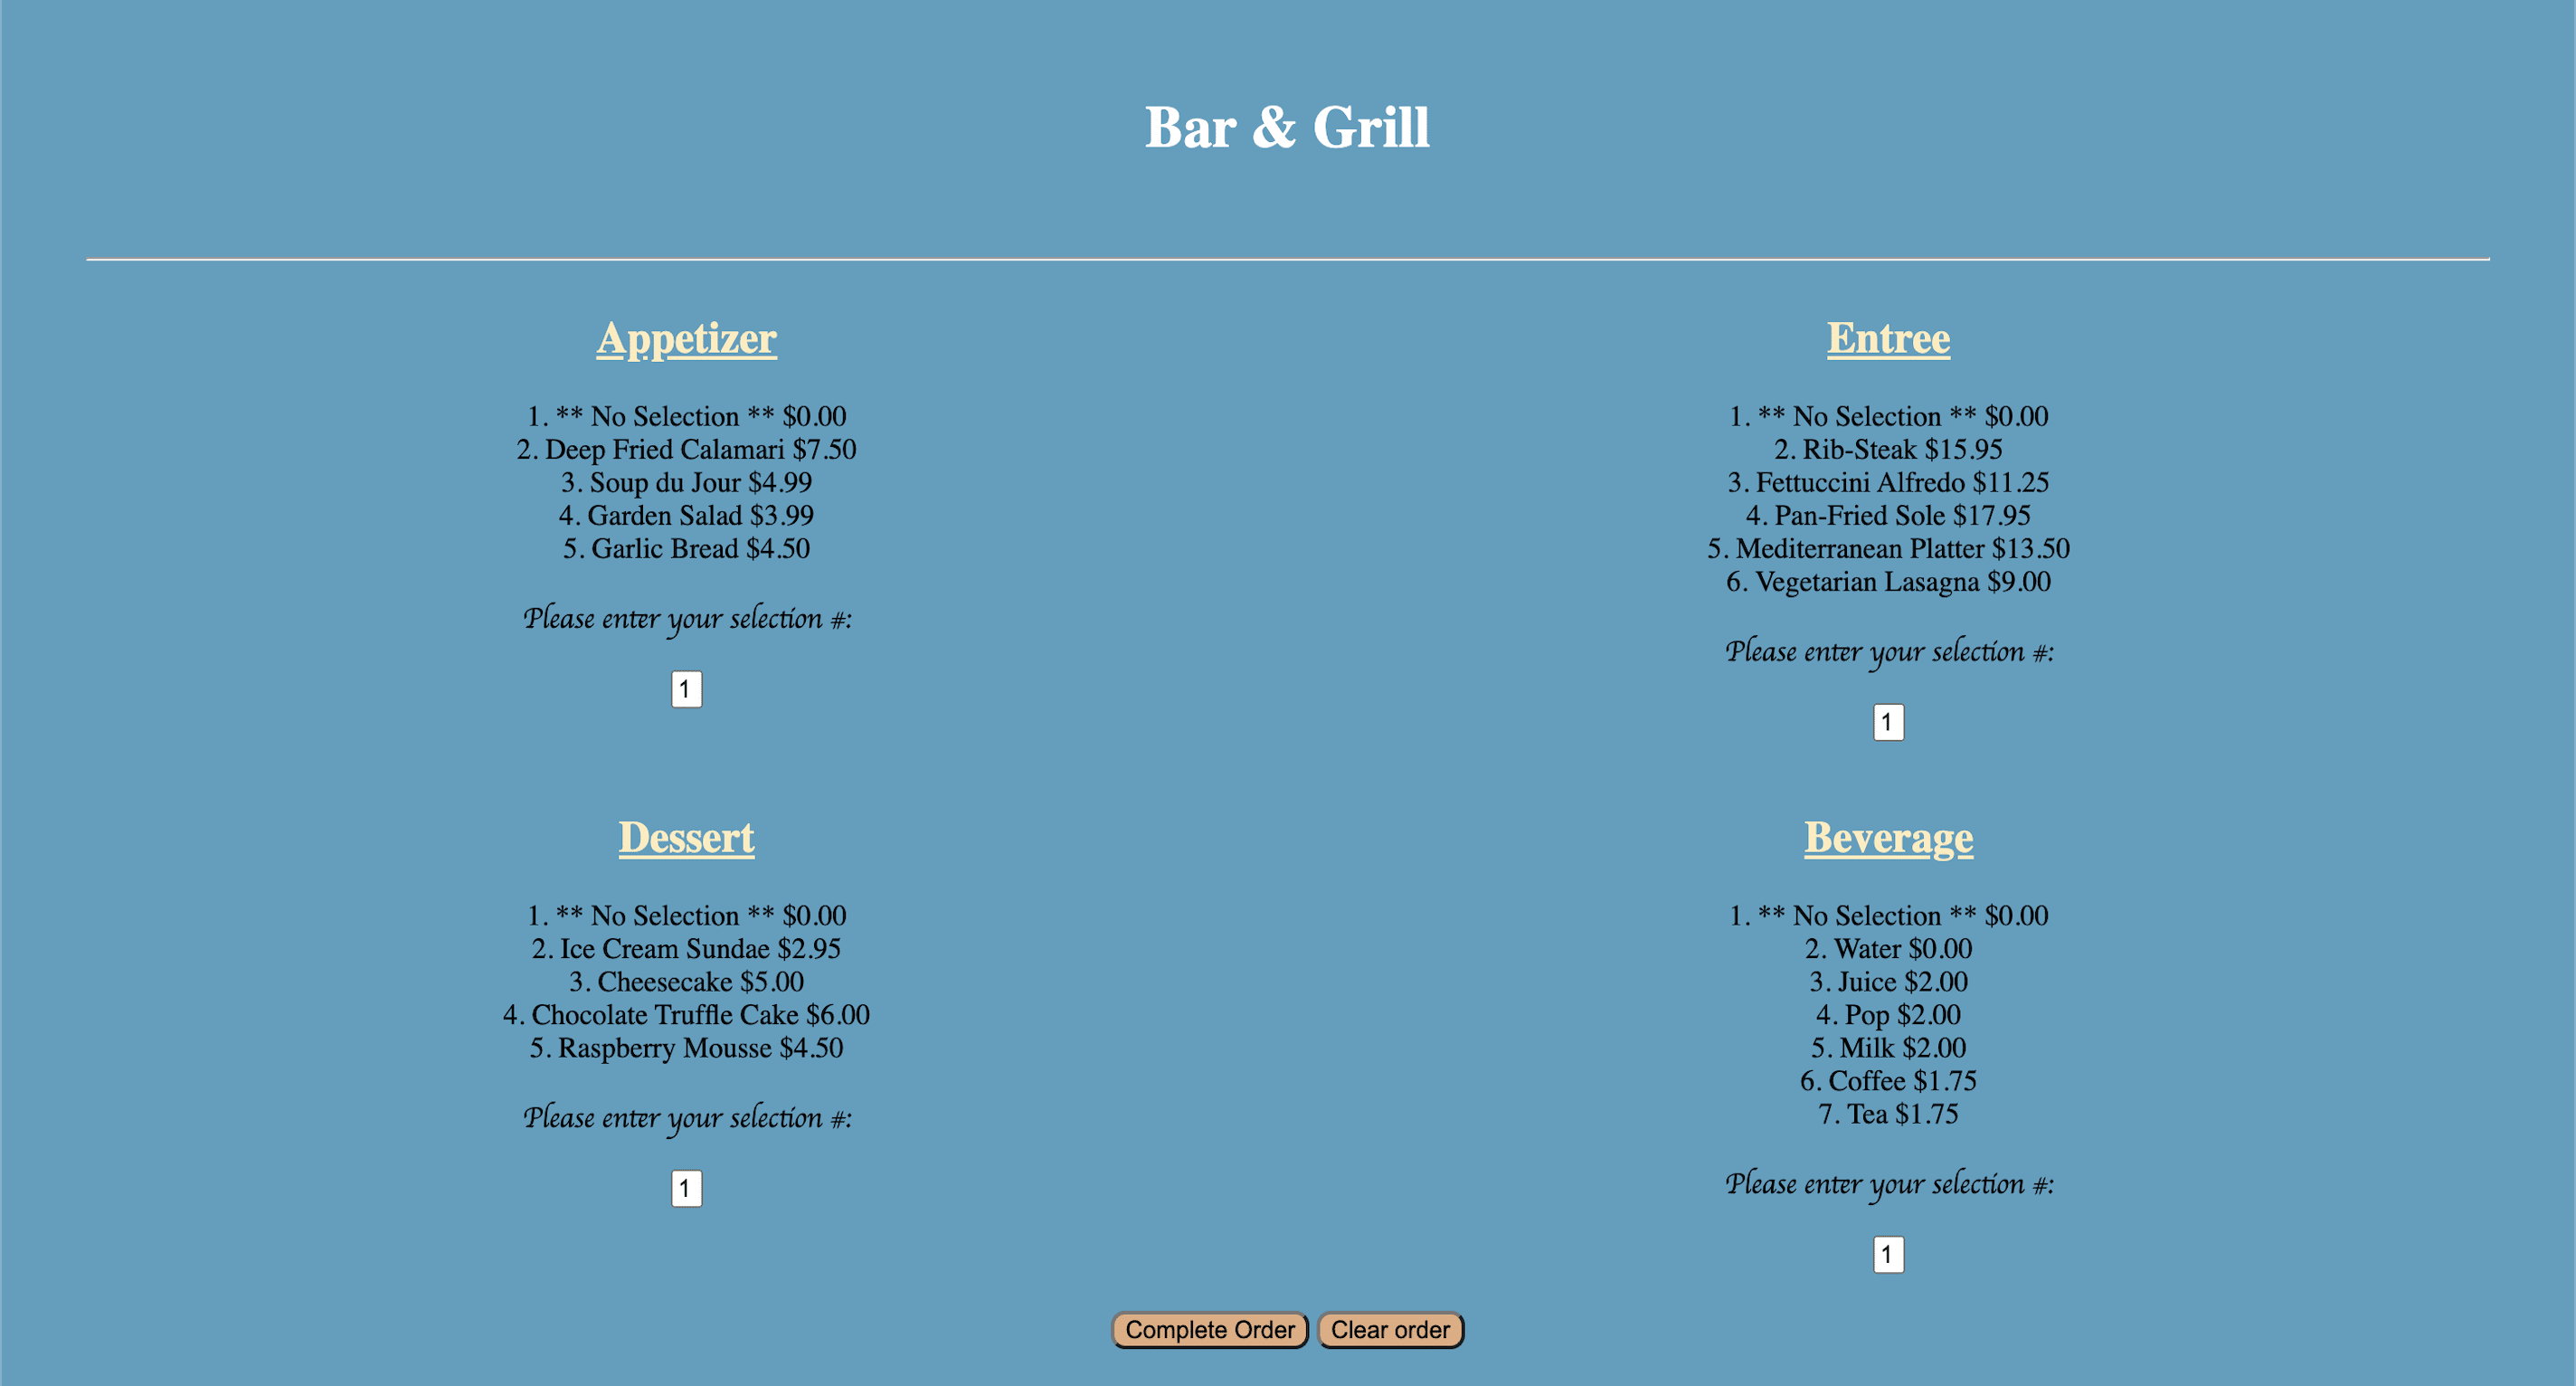 Bar & Grill
Appetizer
1. ** No Selection ** $0.00
2. Deep Fried Calamari $7.50
3. Soup du Jour $4.99
4. Garden Salad $3.99
5. Garlic Bread $4.50
Please enter your selection #:
1
Entree
1. ** No Selection ** $0.00
2. Rib-Steak $15.95
3. Fettuccini Alfredo $11.25
4. Pan-Fried Sole $17.95
5. Mediterranean Platter $13.50
6. Vegetarian Lasagna $9.00
Please enter your selection #:
1
Dessert
1. ** No Selection ** $0.00
2. Ice Cream Sundae $2.95
3. Cheesecake $5.00
4. Chocolate Truffle Cake $6.00
5. Raspberry Mousse $4.50
Please enter your selection #:
1
Beverage
1. ** No Selection ** $0.00
2. Water $0.00
3. Juice $2.00
4. Pop $2.00
5. Milk $2.00
6. Coffee $1.75
7. Tea $1.75
Please enter your selection #:
1
Complete Order
Clear order